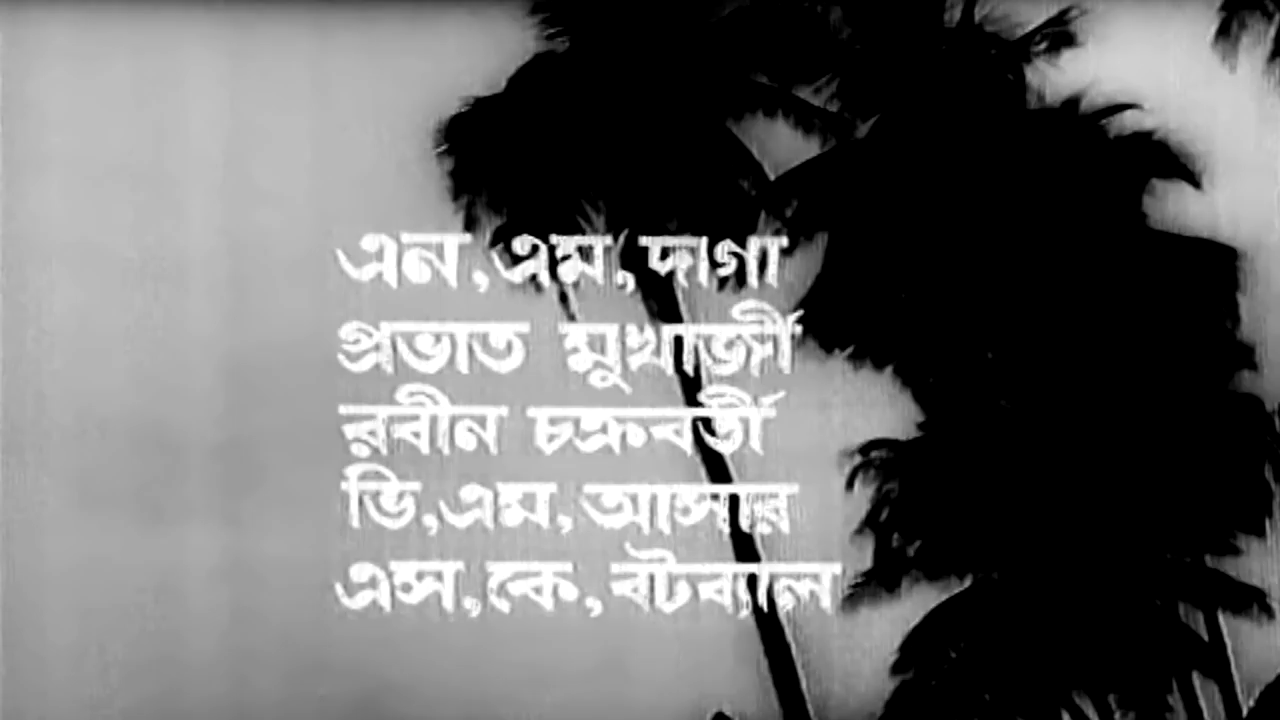 এন,এম,দাগা
প্রভাত মুখার্জী
রবীন চক্রবর্তী
ভি,এম,আসার
এস,কে,বটব্যাল